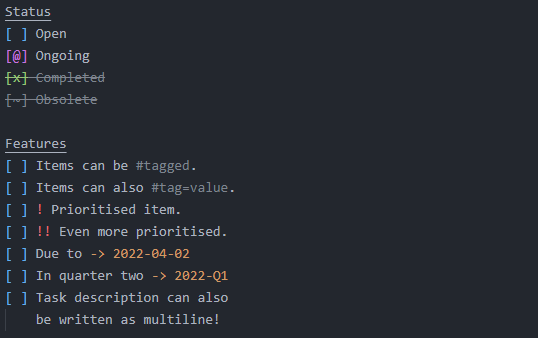 Status
[ ] Open
[@] Ongoing
[x] Completed
[~] Obsolete
Features
[ ] Items can be #tagged.
[ ] Items can also #tag=value.
[ ] ! Prioritised item.
[ ] !! Even more prioritised.
[ ] Due to -> 2022-04-02
[ ] In quarter two -> 2022-Q1
[ ] Task description can also
be written as multiline!